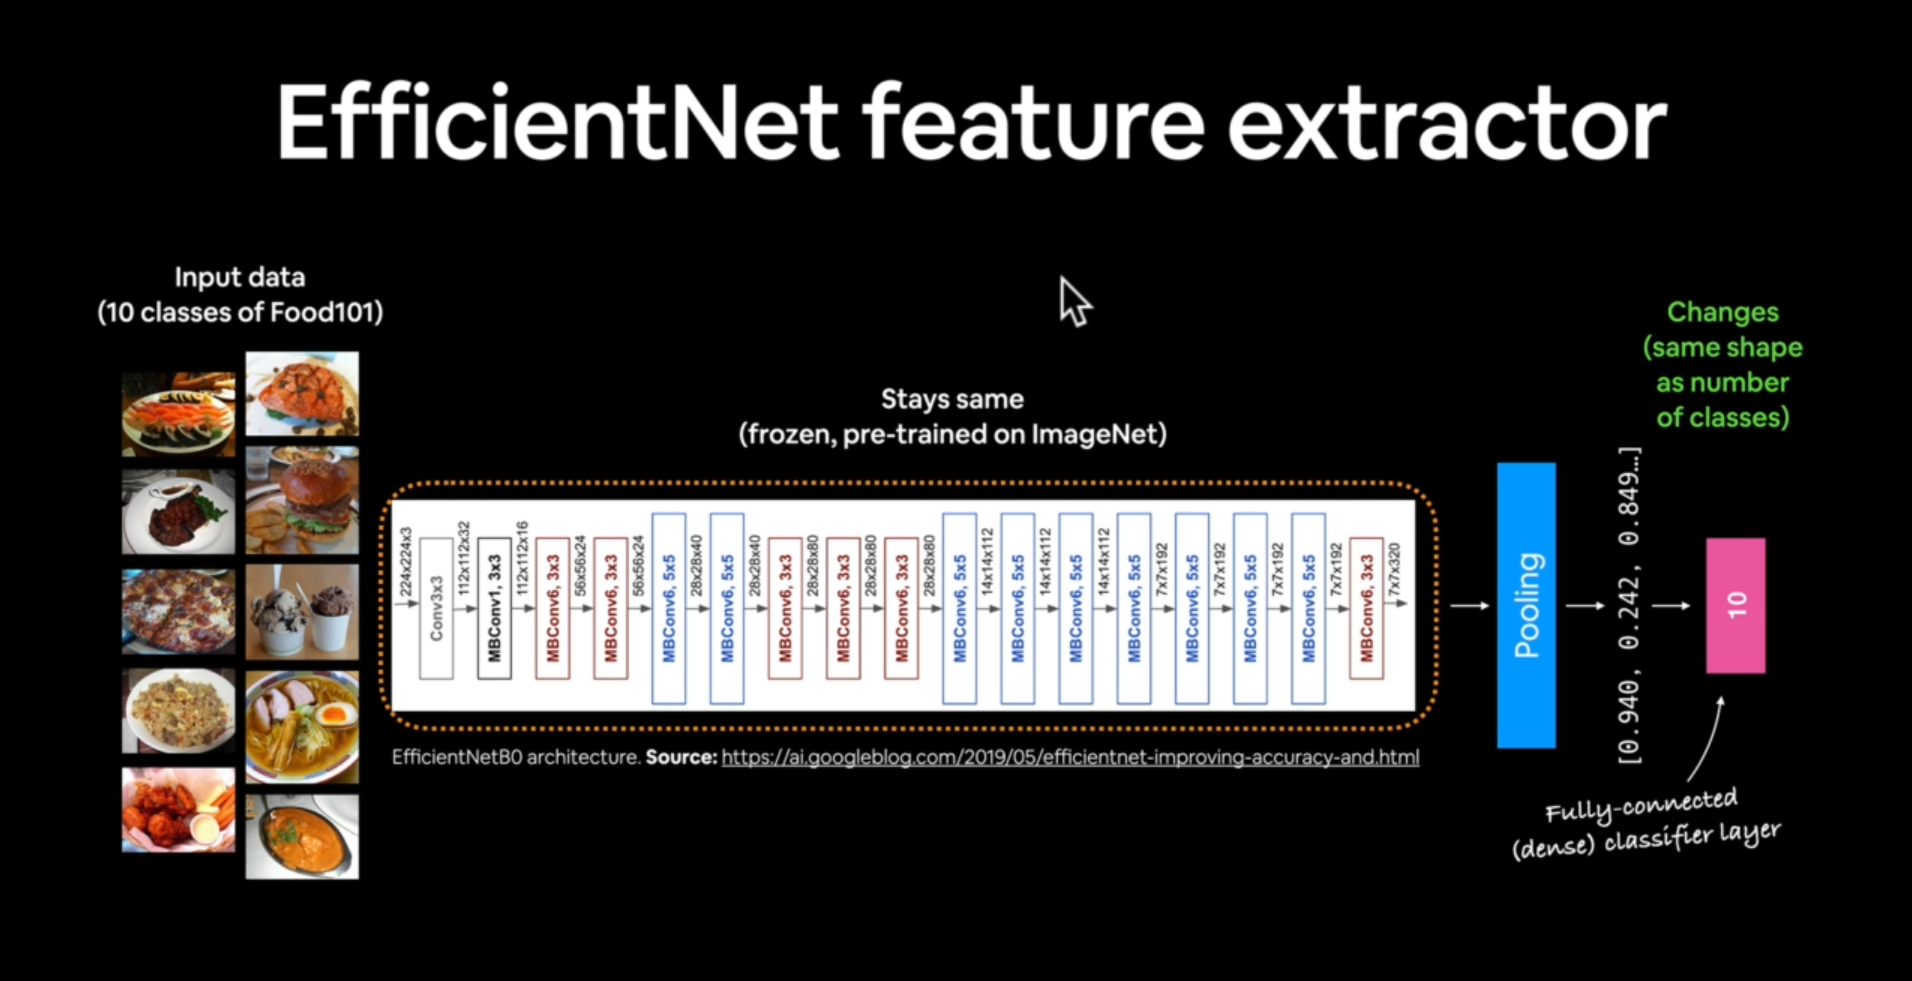 EfficientNet feature extractor
Input data
(10 classes of Food101)
Stays same
(frozen, pre-trained on ImageNet)
Changes
(same shape
as number
of classes)
224x224x3
Conv3x3
112x112x32
MBConv1, 3x3
112x112x16
MBConv6, 3x3
56x56x24
MBConv6, 3x3
56x56x24
MBConv6, 5x5
28x28x40
MBConv6, 5x5
28x28x40
MBConv6, 3x3
28x28x80
MBConv6, 3x3
28x28x80
MBConv6, 3x3
28x28x80
MBConv6, 5x5
14x14x112
MBConv6, 5x5
14x14x112
MBConv6, 5x5
14x14x112
MBConv6, 5x5
7x7x192
MBConv6, 5x5
7x7x192
MBConv6, 5x5
7x7x192
MBConv6, 5x5
7x7x192
MBConv6, 3x3
7x7x320
Pooling
[0.940, 0.242, 0.849…]
10
EfficientNetB0 architecture. Source: https://ai.googleblog.com/2019/05/efficientnet-improving-accuracy-and.html
Fully-connected
(dense) classifier layer